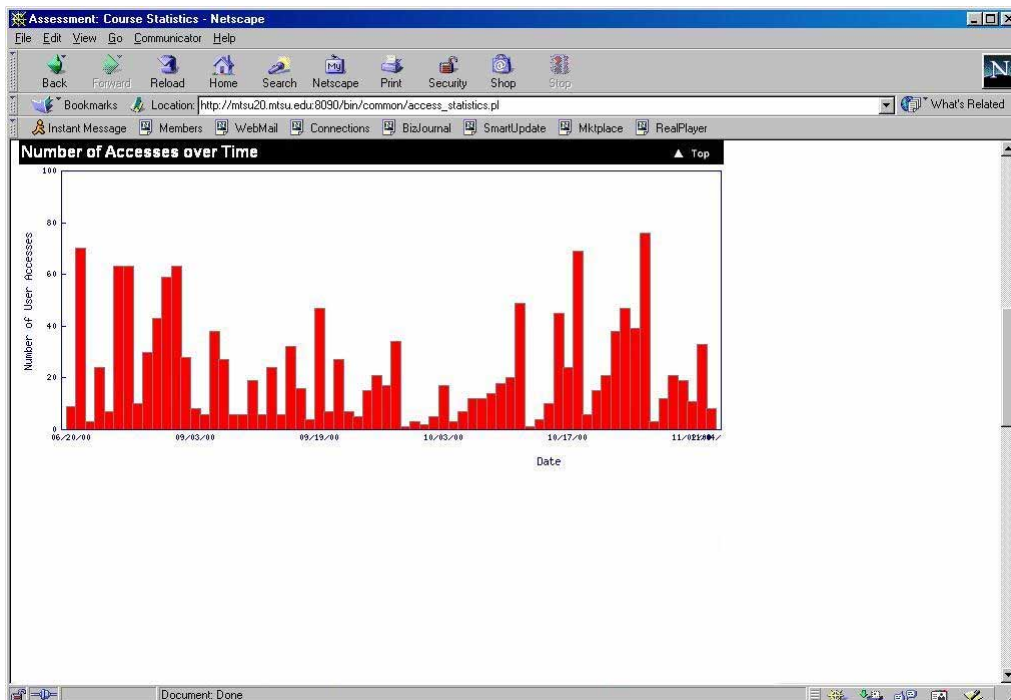 Assessment: Course Statistics - Netscape
File Edit View Go Communicator Help
Back Forward Reload Home Search Netscape Print Security Shop Stop
Bookmarks Location: http://mtsu20.mtsu.edu:8090/bin/common/access_statistics.pl What's Related
Instant Message Members WebMail Connections BizJournal SmartUpdate Mktplace RealPlayer
Number of Accesses over Time Top
100
80
60
40
20
0
Number of User Accesses
06/20/00 09/03/00 09/19/00 10/03/00 10/17/00
Date
Document: Done